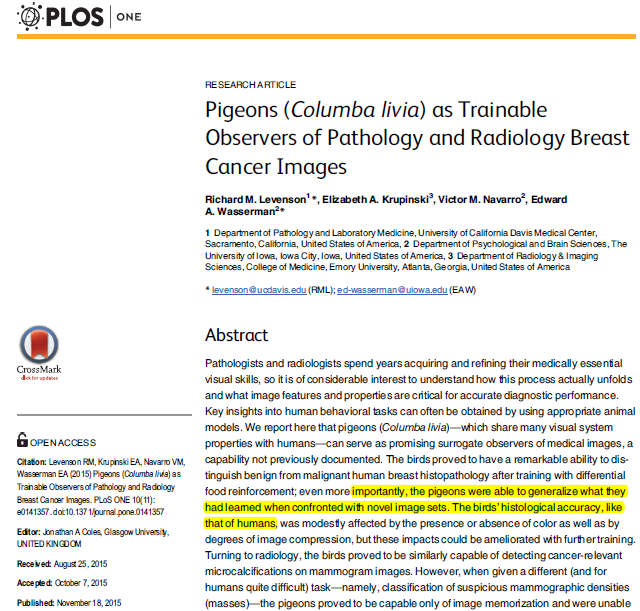 PLOS | ONE
RESEARCH ARTICLE
Pigeons (Columba livia) as Trainable
Observers of Pathology and Radiology Breast
Cancer Images
Richard M. Levenson1*, Elizabeth A. Krupinski3, Victor M. Navarro2, Edward
A. Wasserman2*
1 Department of Pathology and Laboratory Medicine, University of California Davis Medical Center,
Sacramento, California, United States of America, 2 Department of Psychological and Brain Sciences, The
University of Iowa, Iowa City, Iowa, United States of America, 3 Department of Radiology & Imaging
Sciences, College of Medicine, Emory University, Atlanta, Georgia, United States of America
* levenson@ucdavis.edu (RML); ed-wasserman@uiowa.edu (EAW)
Abstract
Pathologists and radiologists spend years acquiring and refining their medically essential
visual skills, so it is of considerable interest to understand how this process actually unfolds
and what image features and properties are critical for accurate diagnostic performance.
Key insights into human behavioral tasks can often be obtained by using appropriate animal
models. We report here that pigeons (Columba livia)—which share many visual system
properties with humans—can serve as promising surrogate observers of medical images, a
capability not previously documented. The birds proved to have a remarkable ability to dis-
tinguish benign from malignant human breast histopathology after training with differential
food reinforcement; even more importantly, the pigeons were able to generalize what they
had learned when confronted with novel image sets. The birds' histological accuracy, like
that of humans, was modestly affected by the presence or absence of color as well as by
degrees of image compression, but these impacts could be ameliorated with further training.
Turning to radiology, the birds proved to be similarly capable of detecting cancer-relevant
microcalcifications on mammogram images. However, when given a different (and for
humans quite difficult) task—namely, classification of suspicious mammographic densities
(masses)—the pigeons proved to be capable only of image memorization and were unable
CrossMark
click for updates
OPEN ACCESS
Citation: Levenson RM, Krupinski EA, Navarro VM,
Wasserman EA (2015) Pigeons (Columba livia) as
Trainable Observers of Pathology and Radiology
Breast Cancer Images. PLoS ONE 10(11):
e0141357. doi:10.1371/journal.pone.0141357
Editor: Jonathan A Coles, Glasgow University,
UNITED KINGDOM
Received: August 25, 2015
Accepted: October 7, 2015
Published: November 18, 2015